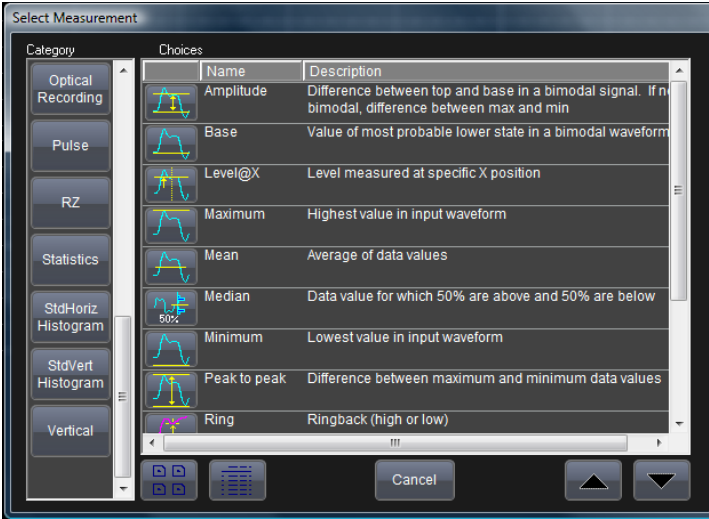 Select Measurement
Category
Choices
Optical
Recording
Pulse
RZ
Statistics
StdHoriz
Histogram
StdVert
Histogram
Vertical
Name Description
Amplitude Difference between top and base in a bimodal signal. If
bimodal, difference between max and min
Base Value of most probable lower state in a bimodal waveform
Level@X Level measured at specific X position
Maximum Highest value in input waveform
Mean Average of data values
50%
Median Data value for which 50% are above and 50% are below
Minimum Lowest value in input waveform
Peak to peak Difference between maximum and minimum data values
Ring Ringback (high or low)
Cancel